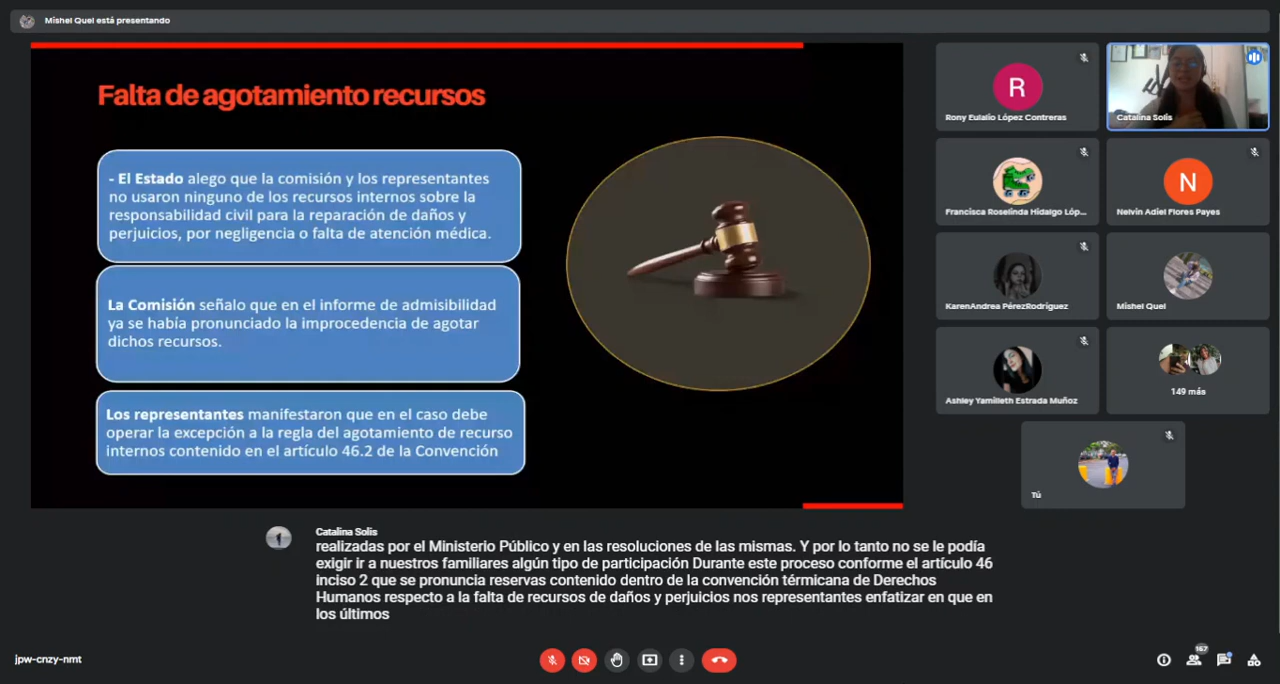 Mishel Quel está presentando
Falta de agotamiento recursos
- El Estado alego que la comisión y los representantes
no usaron ninguno de los recursos internos sobre la
responsabilidad civil para la reparación de daños y
perjuicios, por negligencia o falta de atención médica.
La Comisión señalo que en el informe de admisibilidad
ya se había pronunciado la improcedencia de agotar
dichos recursos.
Los representantes manifestaron que en el caso debe
operar la excepción a la regla del agotamiento de recurso
internos contenido en el artículo 46.2 de la Convención
R
Rony Eulalio López Contreras
Catalina Solis
Francisca Roselinda Hidalgo Lóp...
N
Nelvin Adiel Flores Payes
KarenAndrea PérezRodríguez
Mishel Quel
Ashley Yamilleth Estrada Muñoz
149 más
Tú
Catalina Solis
realizadas por el Ministerio Público y en las resoluciones de las mismas. Y por lo tanto no se le podía
exigir ir a nuestros familiares algún tipo de participación Durante este proceso conforme el artículo 46
inciso 2 que se pronuncia reservas contenido dentro de la convención térmicana de Derechos
Humanos respecto a la falta de recursos de daños y perjuicios nos representantes enfatizar en que en
los últimos
jpw-cnzy-nmt
167